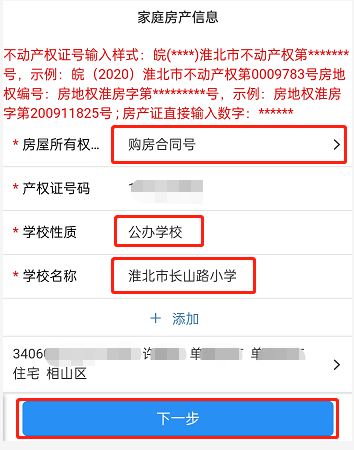 家庭房产信息
不动产权证号输入样式：皖(****)淮北市不动产权第*******
号，示例：皖（2020）淮北市不动产权第0009783号房地
权编号：房地权淮房字第*********号，示例：房地权淮房
字第200911825号 ; 房产证直接输入数字：******
* 房屋所有权... 购房合同号
* 产权证号码 1
* 学校性质 公办学校
* 学校名称 淮北市长山路小学
+ 添加
3406 许 单 单
住宅 相山区
下一步